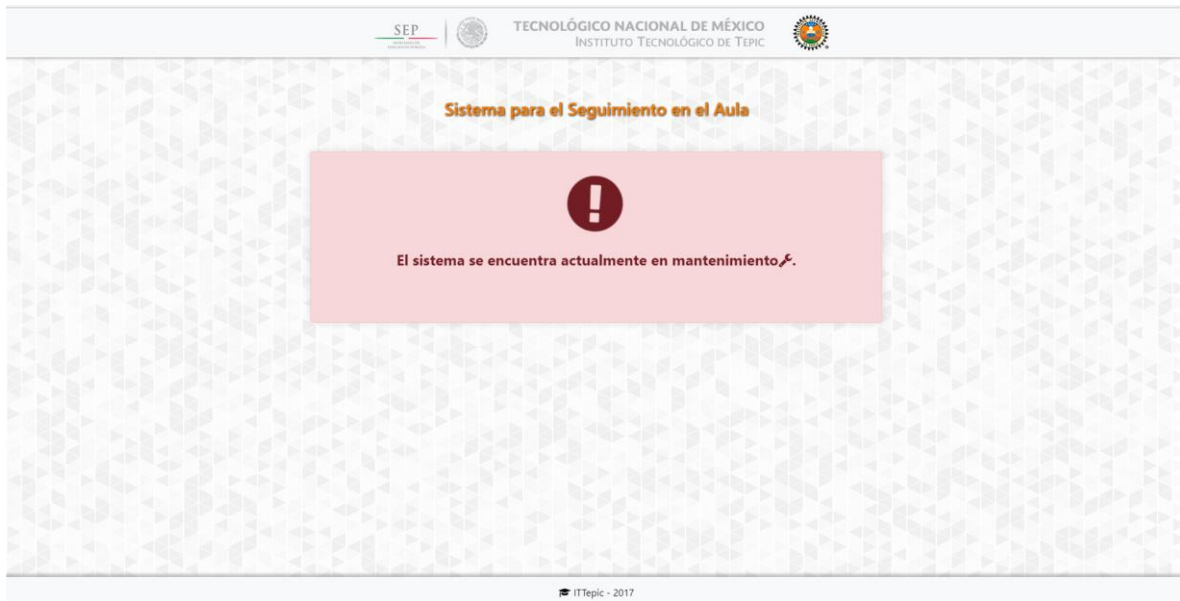 SEP
TECNOLÓGICO NACIONAL DE MÉXICO
INSTITUTO TECNOLÓGICO DE TEPIC
Sistema para el Seguimiento en el Aula
El sistema se encuentra actualmente en mantenimiento.
ITTepic - 2017